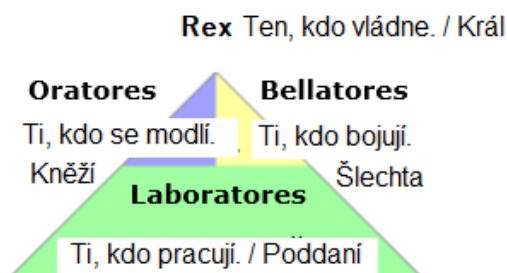 Rex Ten, kdo vládne. / Král
Oratores
Bellatores
Ti, kdo se modlí.
Ti, kdo bojují.
Kněží
Šlechta
Laboratores
Ti, kdo pracují. / Poddaní